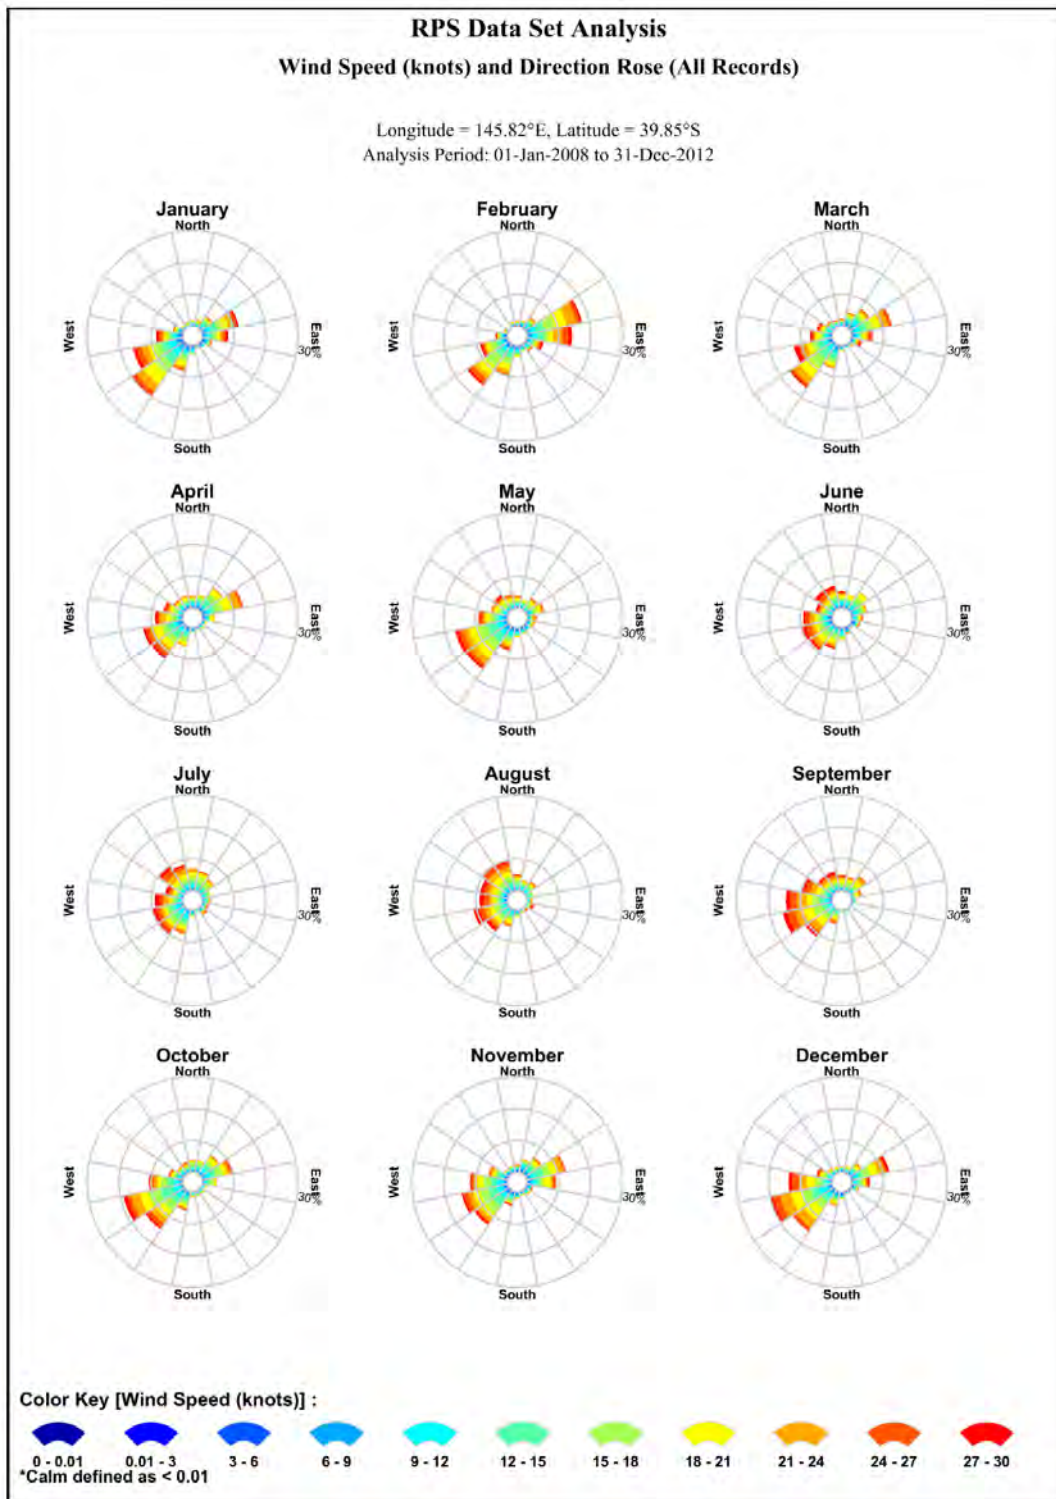 RPS Data Set Analysis
Wind Speed (knots) and Direction Rose (All Records)
Longitude = 145.82°E, Latitude = 39.85°S
Analysis Period: 01-Jan-2008 to 31-Dec-2012
January
North
West
East
30%
South
February
North
West
East
30%
South
March
North
West
East
30%
South
April
North
West
East
30%
South
May
North
West
East
30%
South
June
North
West
East
30%
South
July
North
West
East
30%
South
August
North
West
East
30%
South
September
North
West
East
30%
South
October
North
West
East
30%
South
November
North
West
East
30%
South
December
North
West
East
30%
South
Color Key [Wind Speed (knots)] :
0 - 0.01 0.01 - 3 3 - 6 6 - 9 9 - 12 12 - 15 15 - 18 18 - 21 21 - 24 24 - 27 27 - 30
*Calm defined as < 0.01